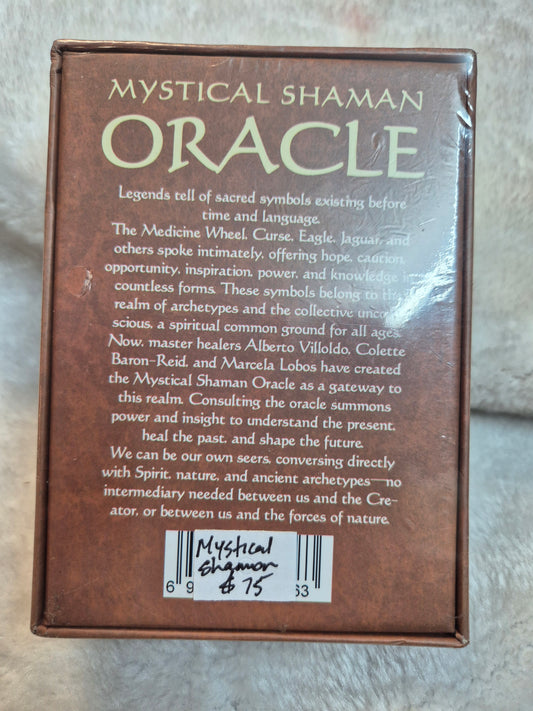 MYSTICAL SHAMAN
ORACLE
Legends tell of sacred symbols existing before
time and language.
The Medicine Wheel, Curse, Eagle, Jaguar, and
others spoke intimately, offering hope, caution,
opportunity, inspiration, power, and knowledge in
countless forms. These symbols belong to the
realm of archetypes and the collective uncon-
scious, a spiritual common ground for all ages.
Now, master healers Alberto Villoldo, Colette
Baron-Reid, and Marcela Lobos have created
the Mystical Shaman Oracle as a gateway to
this realm. Consulting the oracle summons
power and insight to understand the present,
heal the past, and shape the future.
We can be our own seers, conversing directly
with Spirit, nature, and ancient archetypes—no
intermediary needed between us and the Cre-
ator, or between us and the forces of nature.
Mystical
Shaman
$ 75
6 9 63